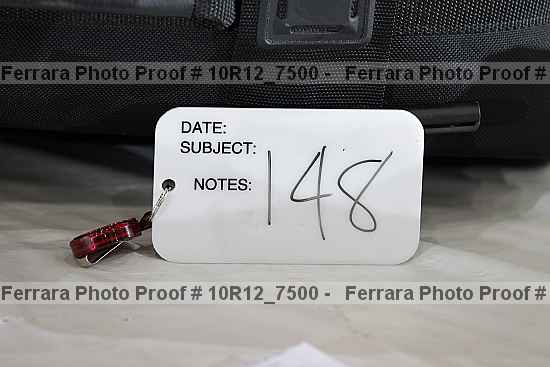 Ferrara Photo Proof # 10R12_7500 - Ferrara Photo Proof #
DATE:
SUBJECT:
NOTES: 148
Ferrara Photo Proof # 10R12_7500 - Ferrara Photo Proof #